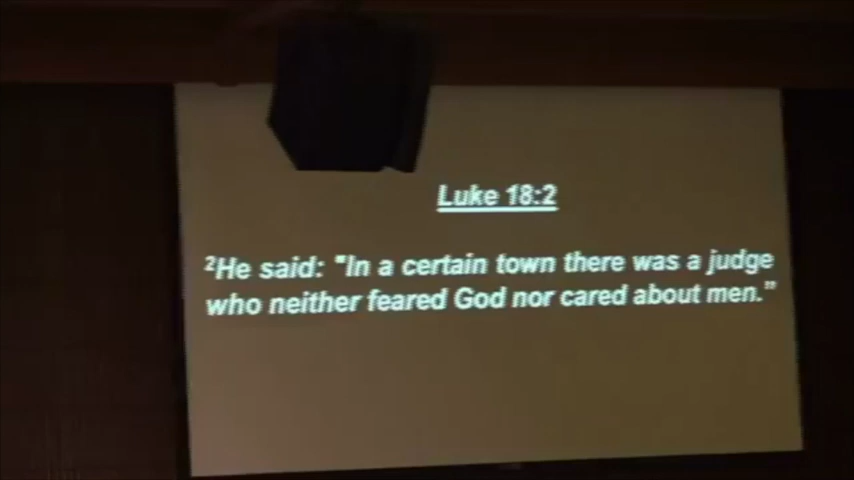 Luke 18:2
²He said: "In a certain town there was a judge
who neither feared God nor cared about men."